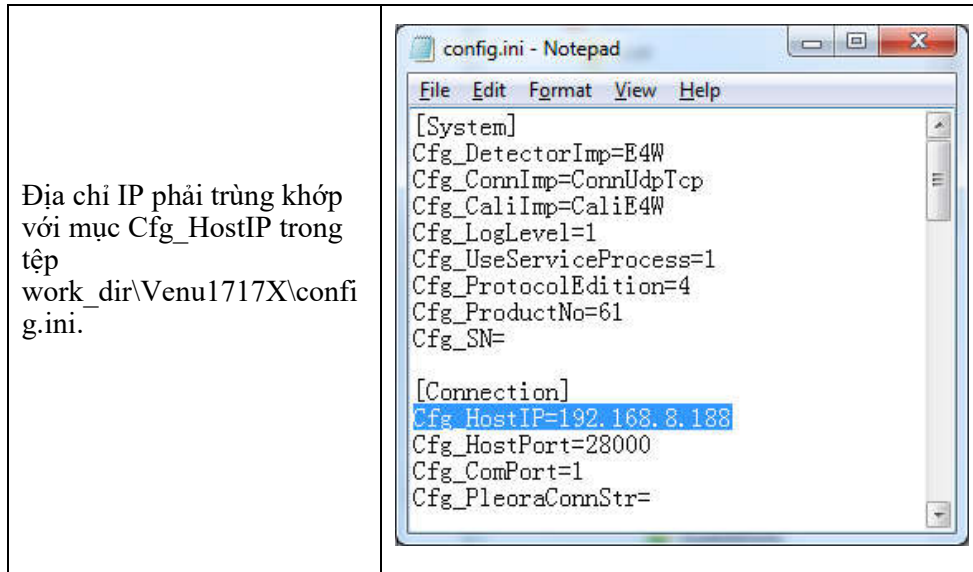 Địa chỉ IP phải trùng khớp
với mục Cfg_HostIP trong
tệp
work_dir\Venu1717X\confi
g.ini.
config.ini - Notepad
File Edit Format View Help
[System]
Cfg_DetectorImp=E4W
Cfg_ConnImp=ConnUdpTcp
Cfg_CaliImp=CaliE4W
Cfg_LogLevel=1
Cfg_UseServiceProcess=1
Cfg_ProtocolEdition=4
Cfg_ProductNo=61
Cfg_SN=
[Connection]
Cfg_HostIP=192.168.8.188
Cfg_HostPort=28000
Cfg_ComPort=1
Cfg_PleoraConnStr=